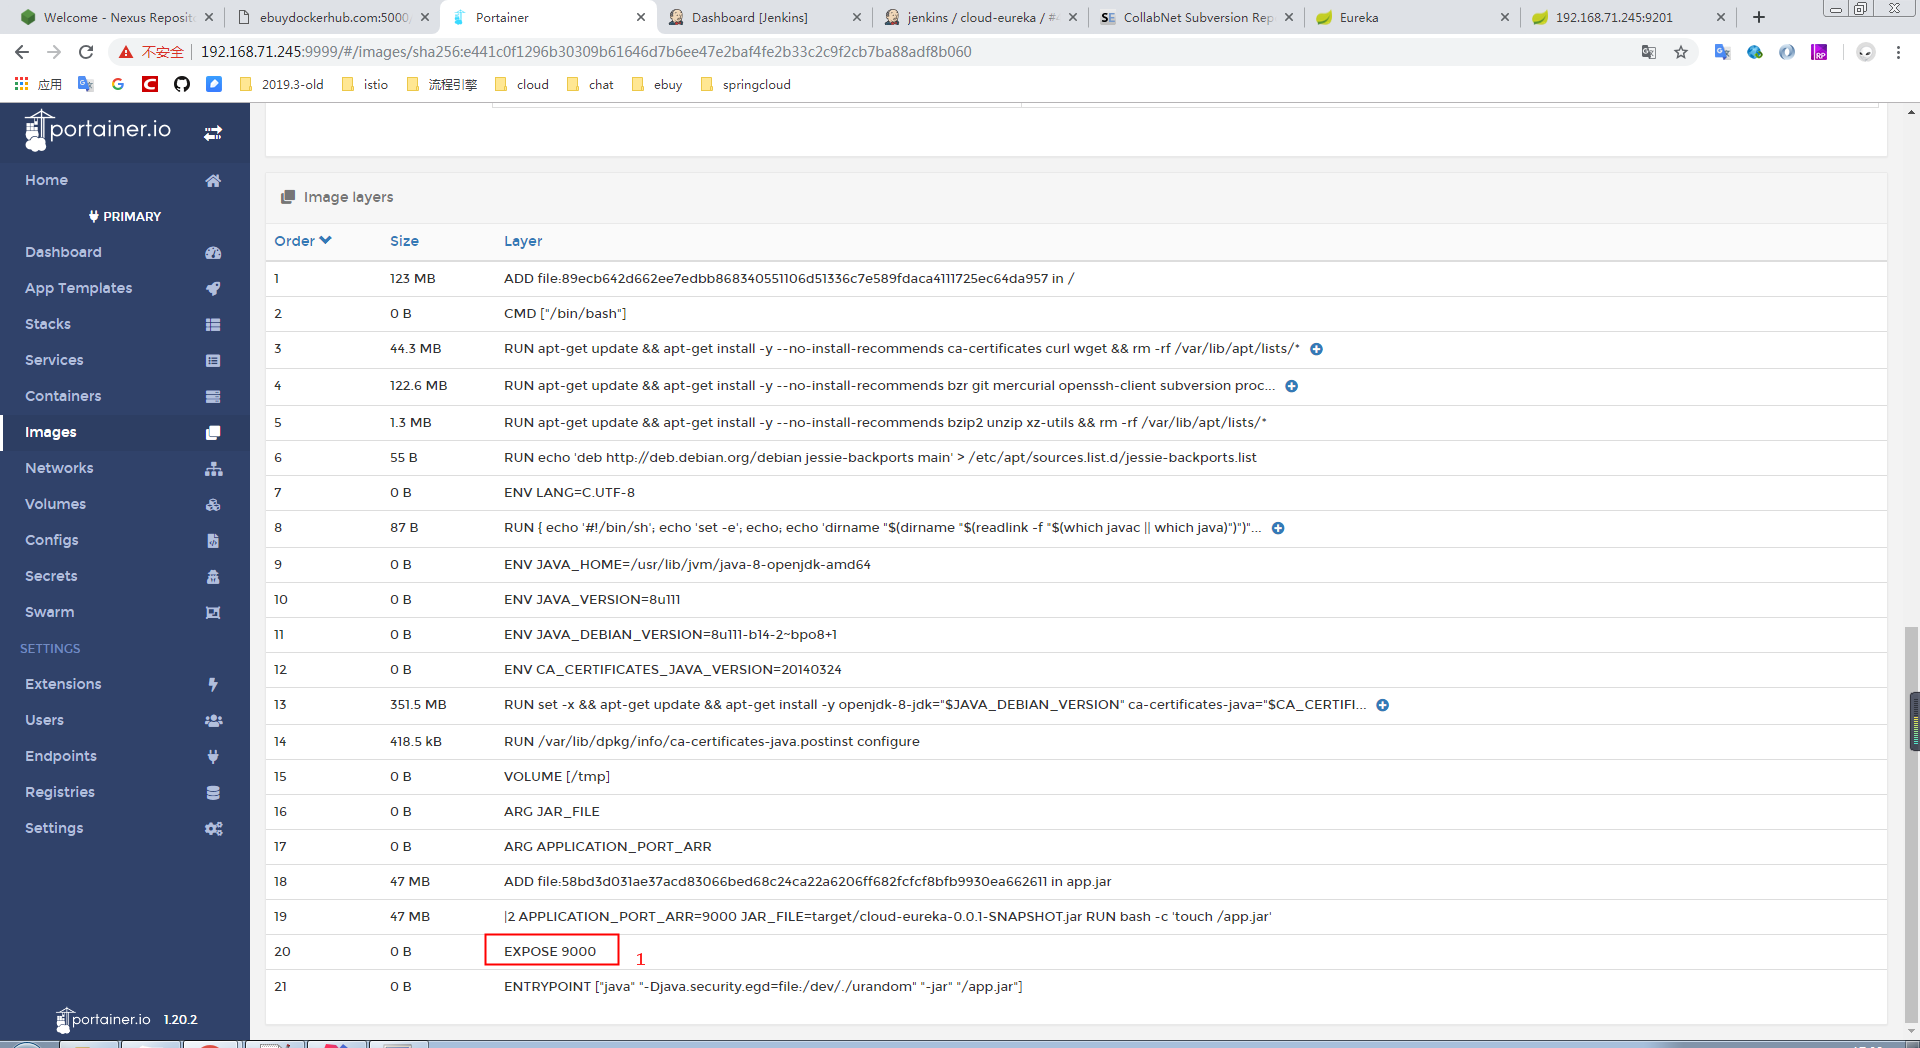 Welcome - Nexus Reposito
ebuydockerhub.com:5000/
Portainer
Dashboard [Jenkins]
jenkins / cloud-eureka / #4
CollabNet Subversion Rep
Eureka
192.168.71.245:9201
不安全
192.168.71.245:9999/#/images/sha256:e441c0f1296b30309b61646d7b6ee47e2baf4fe2b33c2c9f2cb7ba88adf8b060
应用
2019.3-old
istio
流程引擎
cloud
chat
ebuy
springcloud
portainer.io
Home
PRIMARY
Dashboard
App Templates
Stacks
Services
Containers
Images
Networks
Volumes
Configs
Secrets
Swarm
SETTINGS
Extensions
Users
Endpoints
Registries
Settings
portainer.io 1.20.2
Image layers
Order Size Layer
1 123 MB ADD file:89ecb642d662ee7edbb868340551106d51336c7e589fdaca4111725ec64da957 in /
2 0 B CMD ["/bin/bash"]
3 44.3 MB RUN apt-get update && apt-get install -y --no-install-recommends ca-certificates curl wget && rm -rf /var/lib/apt/lists/*
4 122.6 MB RUN apt-get update && apt-get install -y --no-install-recommends bzr git mercurial openssh-client subversion proc...
5 1.3 MB RUN apt-get update && apt-get install -y --no-install-recommends bzip2 unzip xz-utils && rm -rf /var/lib/apt/lists/*
6 55 B RUN echo 'deb http://deb.debian.org/debian jessie-backports main' > /etc/apt/sources.list.d/jessie-backports.list
7 0 B ENV LANG=C.UTF-8
8 87 B RUN { echo '#!/bin/sh'; echo 'set -e'; echo; echo 'dirname "$(dirname "$(readlink -f "$(which javac || which java)")")"...
9 0 B ENV JAVA_HOME=/usr/lib/jvm/java-8-openjdk-amd64
10 0 B ENV JAVA_VERSION=8u111
11 0 B ENV JAVA_DEBIAN_VERSION=8u111-b14-2~bpo8+1
12 0 B ENV CA_CERTIFICATES_JAVA_VERSION=20140324
13 351.5 MB RUN set -x && apt-get update && apt-get install -y openjdk-8-jdk="$JAVA_DEBIAN_VERSION" ca-certificates-java="$CA_CERTIFI...
14 418.5 kB RUN /var/lib/dpkg/info/ca-certificates-java.postinst configure
15 0 B VOLUME [/tmp]
16 0 B ARG JAR_FILE
17 0 B ARG APPLICATION_PORT_ARR
18 47 MB ADD file:58bd3d031ae37acd83066bed68c24ca22a6206ff682fcfcf8bfb9930ea662611 in app.jar
19 47 MB |2 APPLICATION_PORT_ARR=9000 JAR_FILE=target/cloud-eureka-0.0.1-SNAPSHOT.jar RUN bash -c 'touch /app.jar'
20 0 B EXPOSE 9000 1
21 0 B ENTRYPOINT ["java" "-Djava.security.egd=file:/dev/./urandom" "-jar" "/app.jar"]